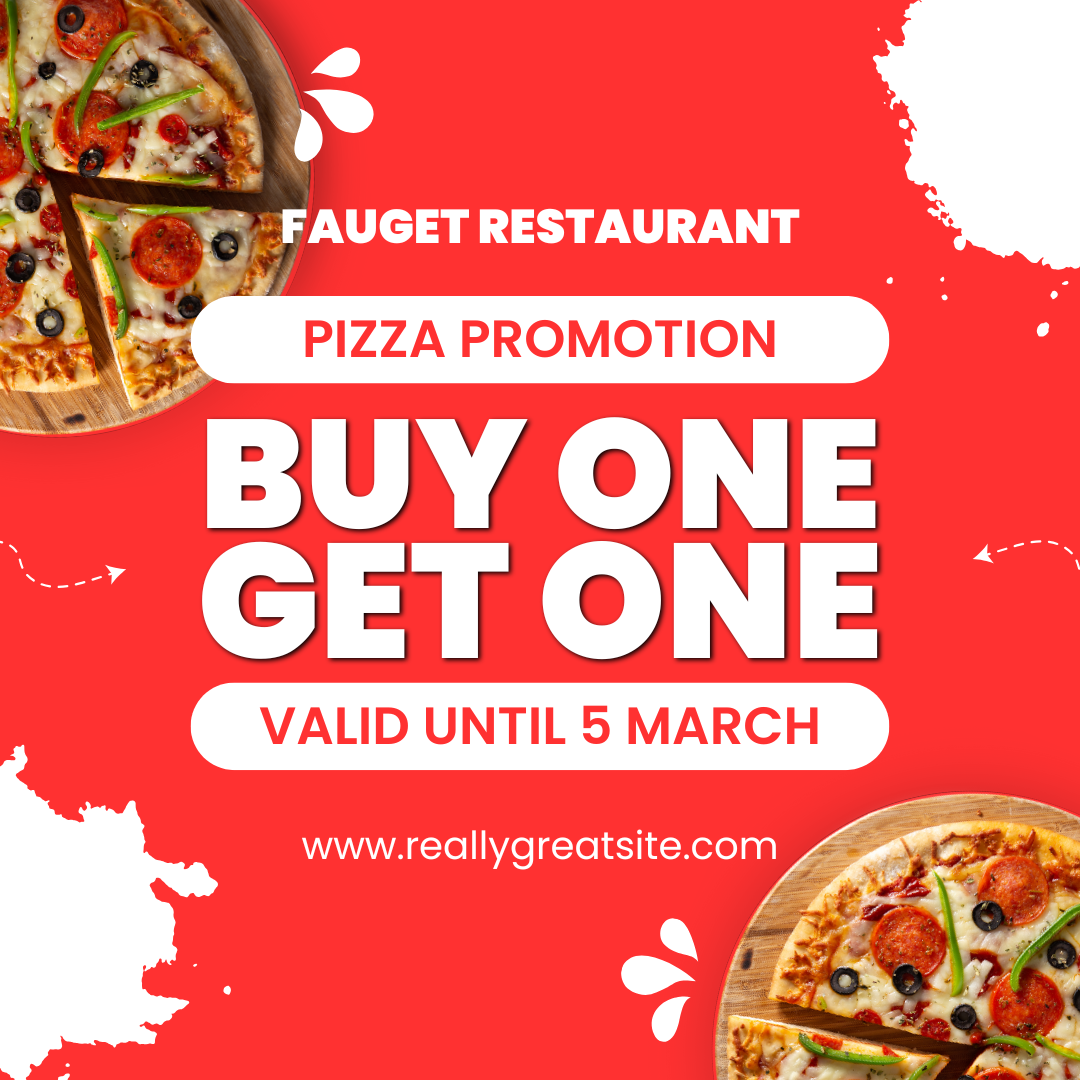 FAUGET RESTAURANT
PIZZA PROMOTION
BUY ONE
GET ONE
VALID UNTIL 5 MARCH
www.reallygreatsite.com